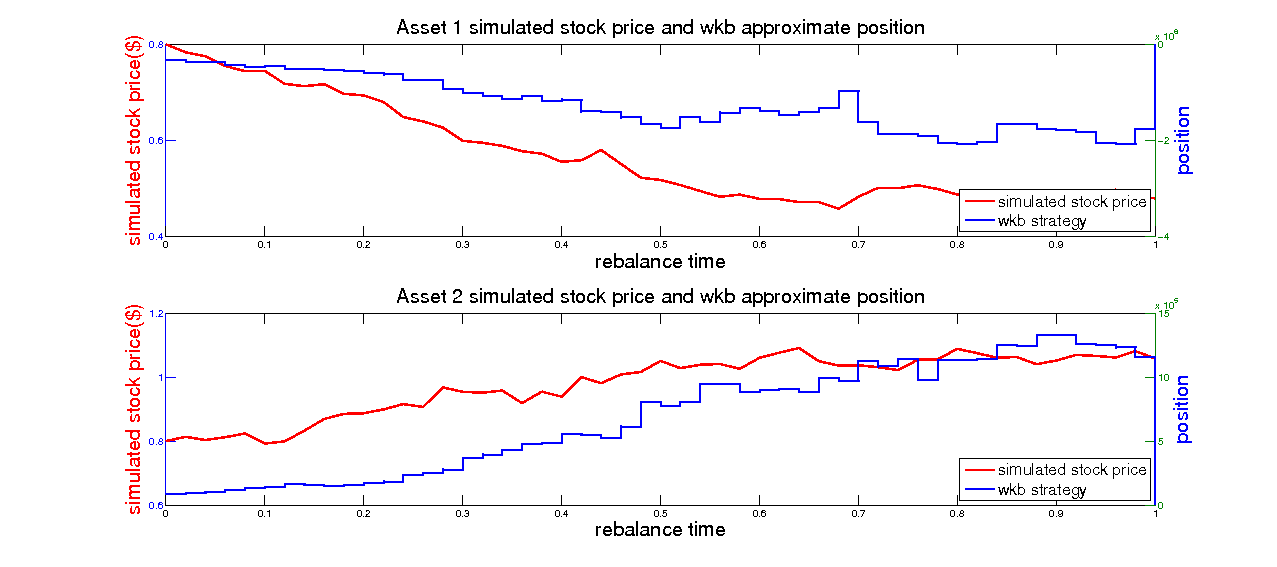 Asset 1 simulated stock price and wkb approximate position
simulated stock price($)
0.8
0.6
0.4
0
-2
-4
position
simulated stock price
wkb strategy
0 0.1 0.2 0.3 0.4 0.5 0.6 0.7 0.8 0.9 1
rebalance time
Asset 2 simulated stock price and wkb approximate position
simulated stock price($)
1.2
1
0.8
0.6
15
10
5
0
position
simulated stock price
wkb strategy
0 0.1 0.2 0.3 0.4 0.5 0.6 0.7 0.8 0.9 1
rebalance time